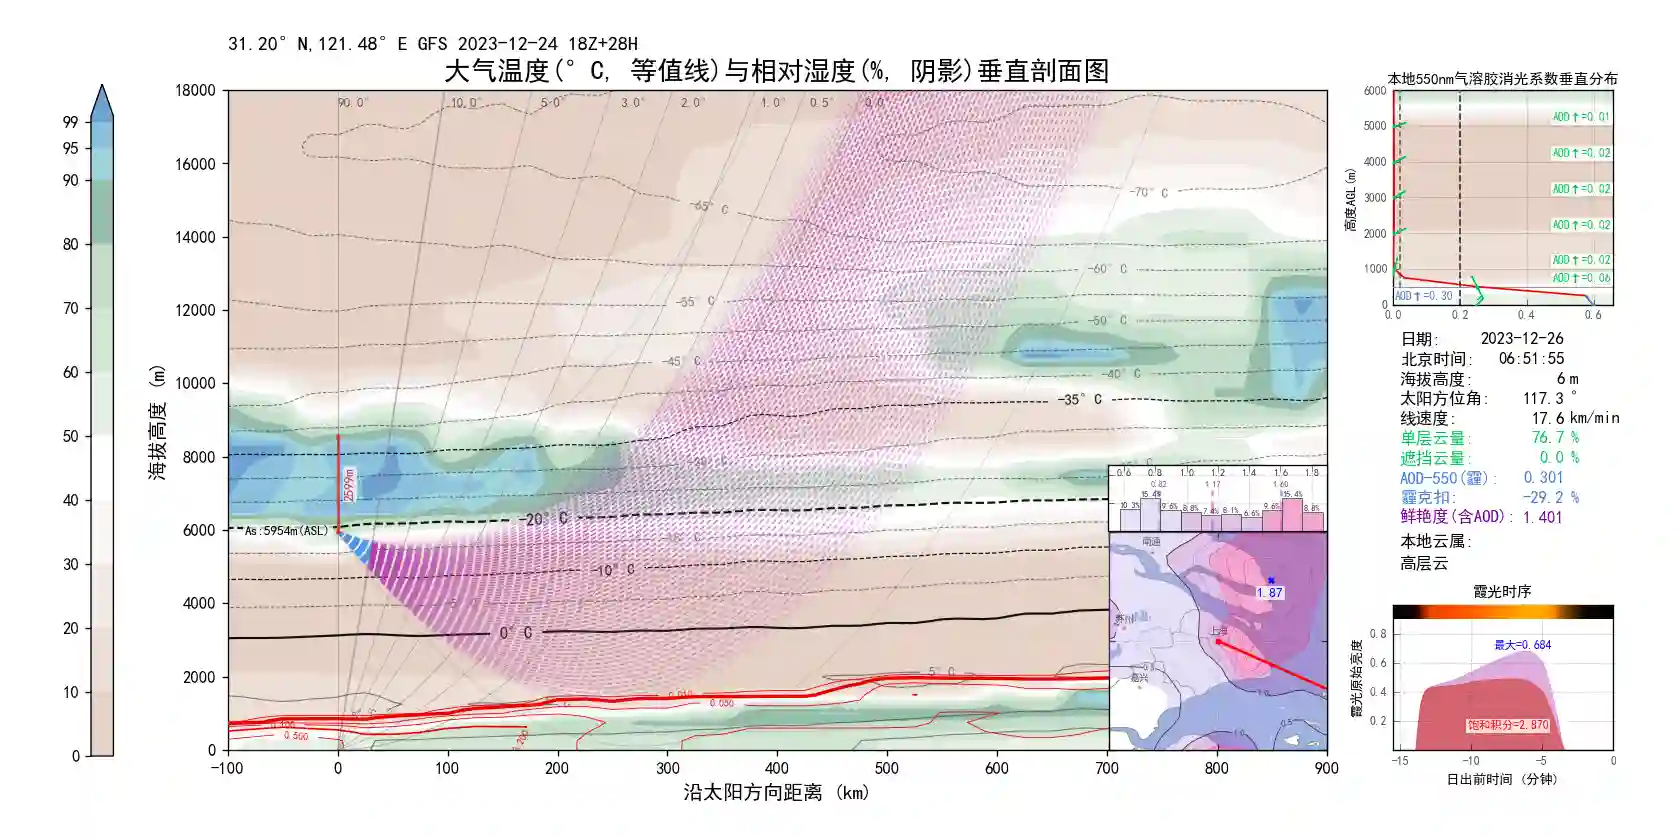 31.20°N,121.48°E GFS 2023-12-24 18Z+28H
大气温度(°C, 等值线)与相对湿度(%, 阴影)垂直剖面图
99
95
90
80
70
60
50
40
30
20
10
0
海拔高度 (m)
18000
16000
14000
12000
10000
8000
6000
4000
2000
0
90.0° 10.0° 5.0° 3.0° 2.0° 1.0° 0.5° 0.0
-70°C
-65°C
-60°C
-55°C
-50°C
-45°C
-40°C
-35°C
-20°C
-10°C
0°C
5°C
2599m
As:5954m(ASL)
0.050
0.500
0.200
-100 0 100 200 300 400 500 600 700 800 900
沿太阳方向距离 (km)
0.6 0.8 1.0 1.2 1.4 1.6 1.8
0.82 1.17 1.60
10.3% 15.4% 9.6% 8.8% 7.4% 8.1% 6.6% 9.6% 15.4% 8.8%
南通
1.87
苏州
上海
嘉兴
1.0
0.5
1.0
本地550nm气溶胶消光系数垂直分布
高度AGL(m)
6000
5000
4000
3000
2000
1000
0
AOD↑=0.01
AOD↑=0.02
AOD↑=0.02
AOD↑=0.02
AOD↑=0.02
AOD↑=0.06
AOD↑=0.30
0.0 0.2 0.4 0.6
日期: 2023-12-26
北京时间: 06:51:55
海拔高度: 6 m
太阳方位角: 117.3 °
线速度: 17.6 km/min
单层云量: 76.7 %
遮挡云量: 0.0 %
AOD-550(霾): 0.301
霾克扣: -29.2 %
鲜艳度(含AOD): 1.401
本地云属:
高层云
霞光时序
霞光原始亮度
0.8
0.6
0.4
0.2
最大=0.684
饱和积分=2.870
-15 -10 -5 0
日出前时间 (分钟)